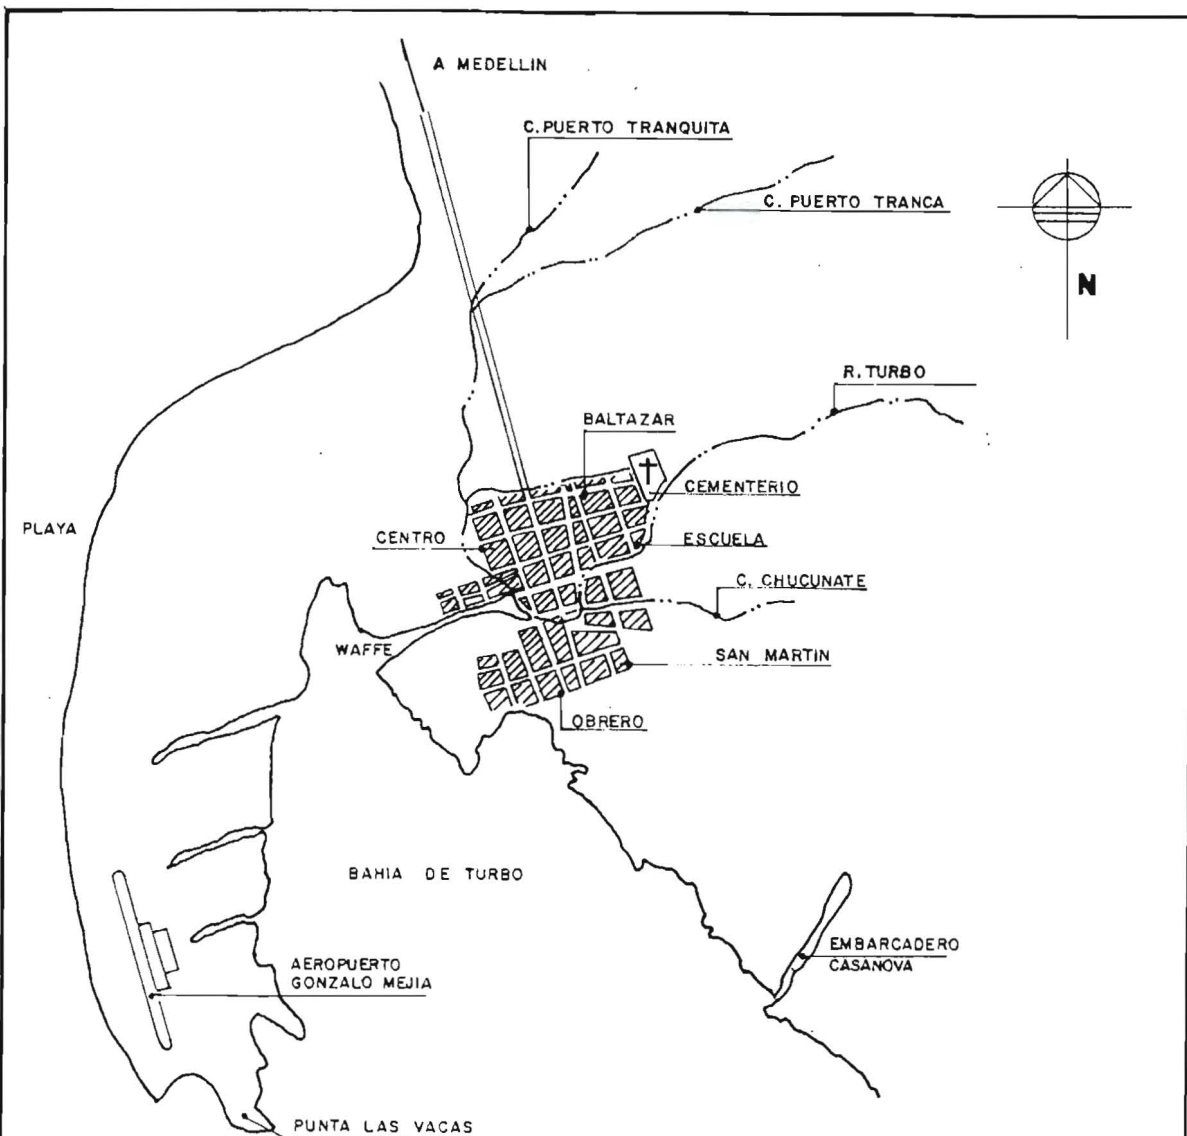 A MEDELLIN
C. PUERTO TRANQUITA
C. PUERTO TRANCA
N
R. TURBO
BALTAZAR
CEMENTERIO
PLAYA
CENTRO
ESCUELA
C. CHUCUNATE
WAFFE
SAN MARTIN
OBRERO
BAHIA DE TURBO
EMBARCADERO
CASANOVA
AEROPUERTO
GONZALO MEJIA
PUNTA LAS VACAS